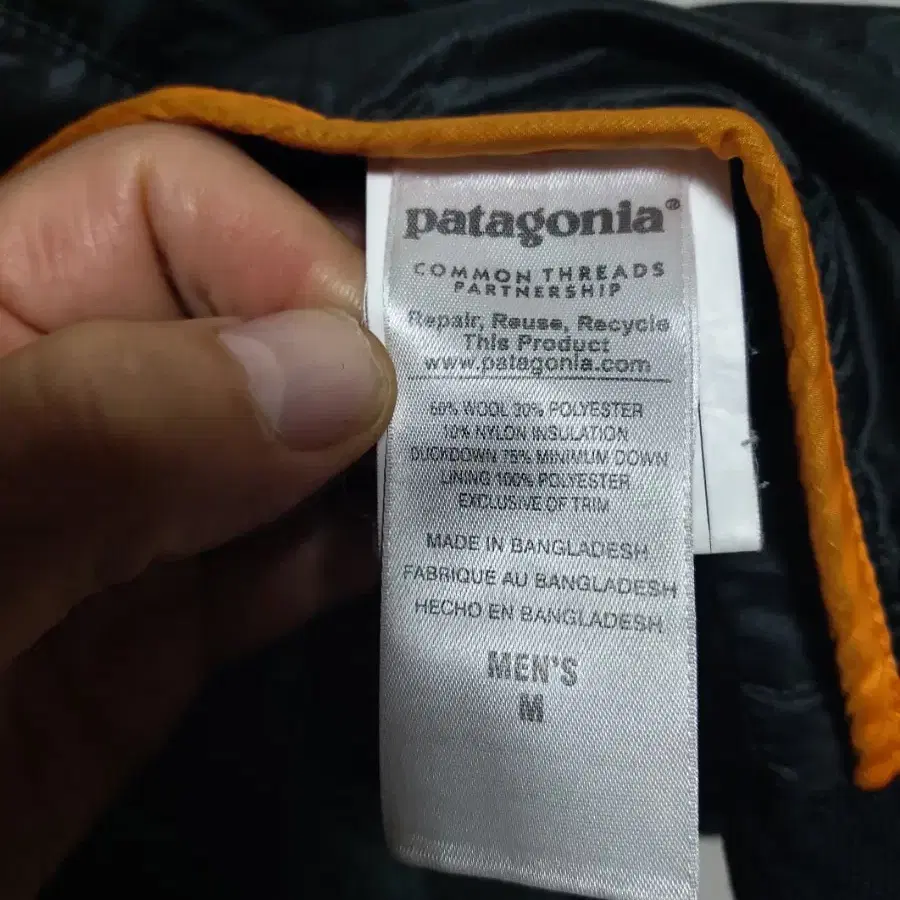 patagonia®
COMMON THREADS
PARTNERSHIP
Repair, Reuse, Recycle
This Product
www.patagonia.com
60% WOOL 30% POLYESTER
10% NYLON INSULATION
DUCKDOWN 75% MINIMUM DOWN
LINING 100% POLYESTER
EXCLUSIVE OF TRIM
MADE IN BANGLADESH
FABRIQUE AU BANGLADESH
HECHO EN BANGLADESH
MEN'S
M